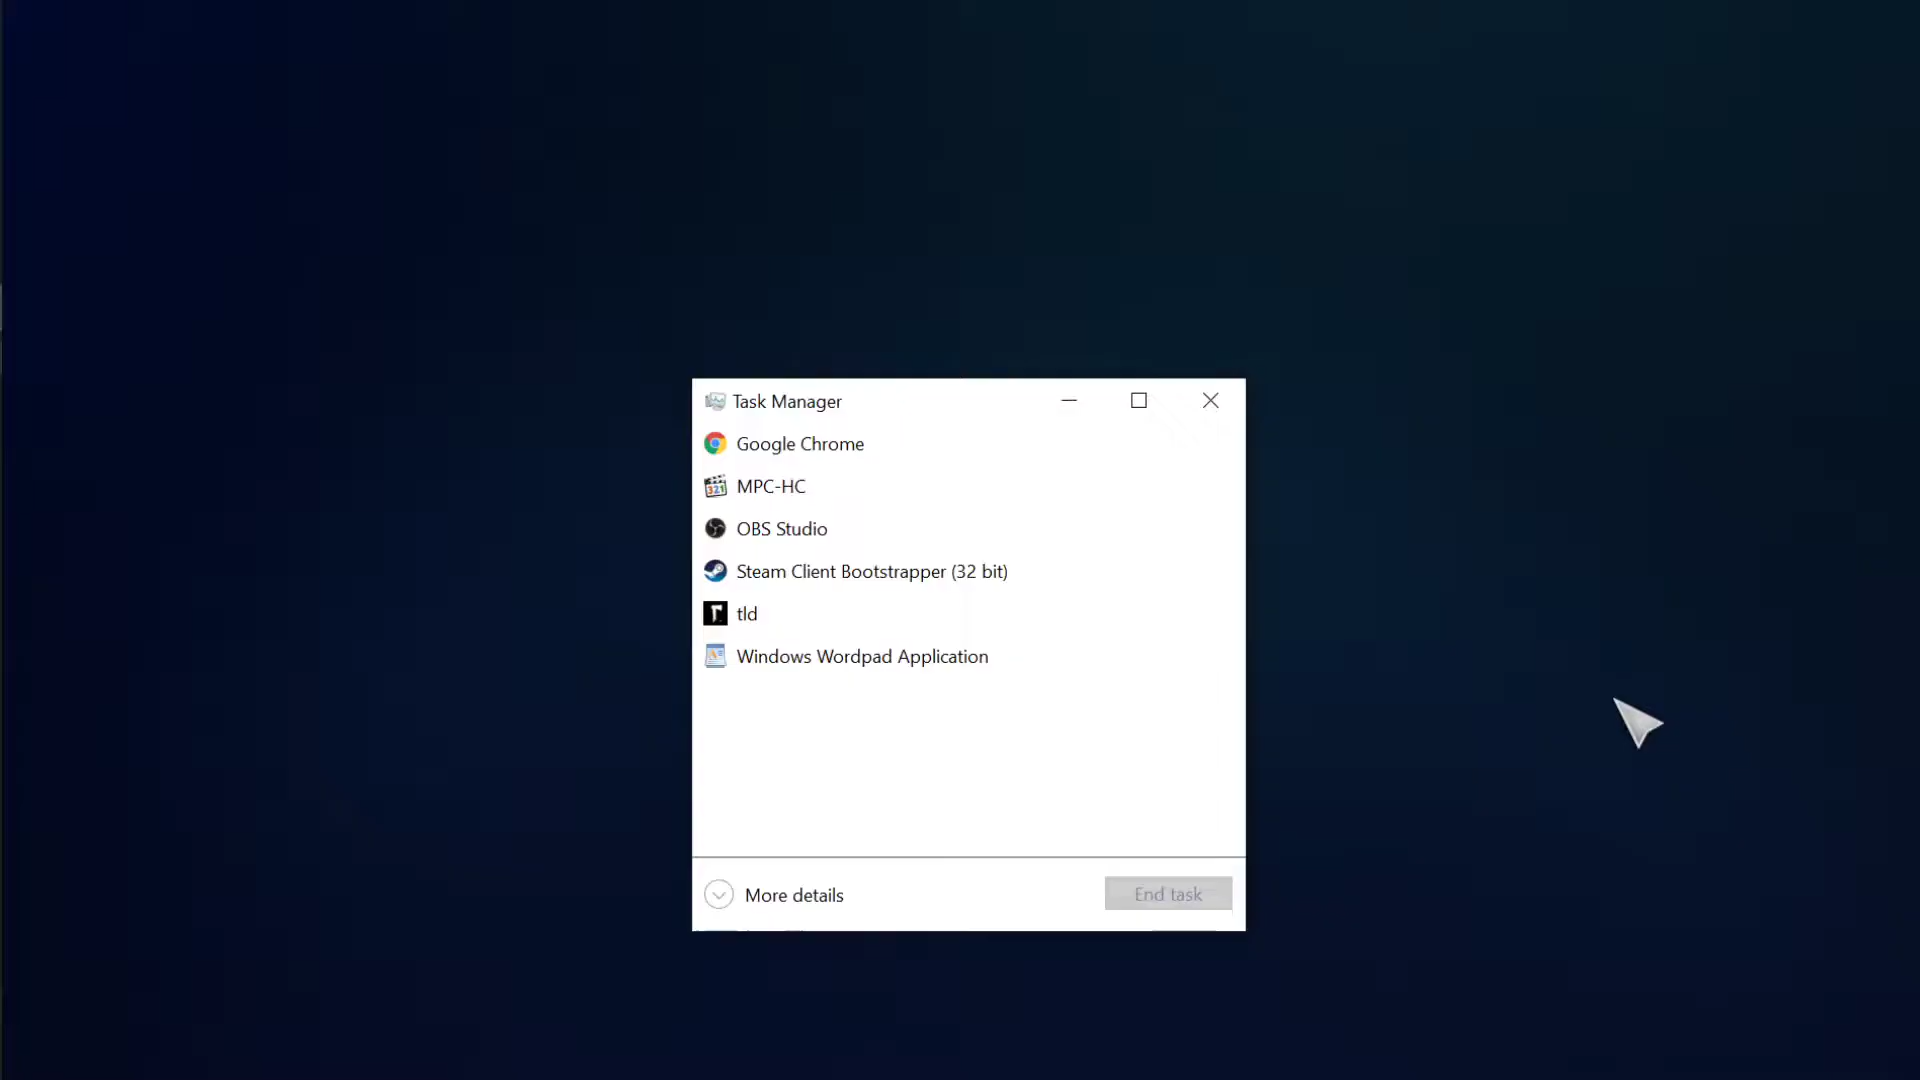 Task Manager
Google Chrome
321
MPC-HC
OBS Studio
Steam Client Bootstrapper (32 bit)
tld
Windows Wordpad Application
More details
End task